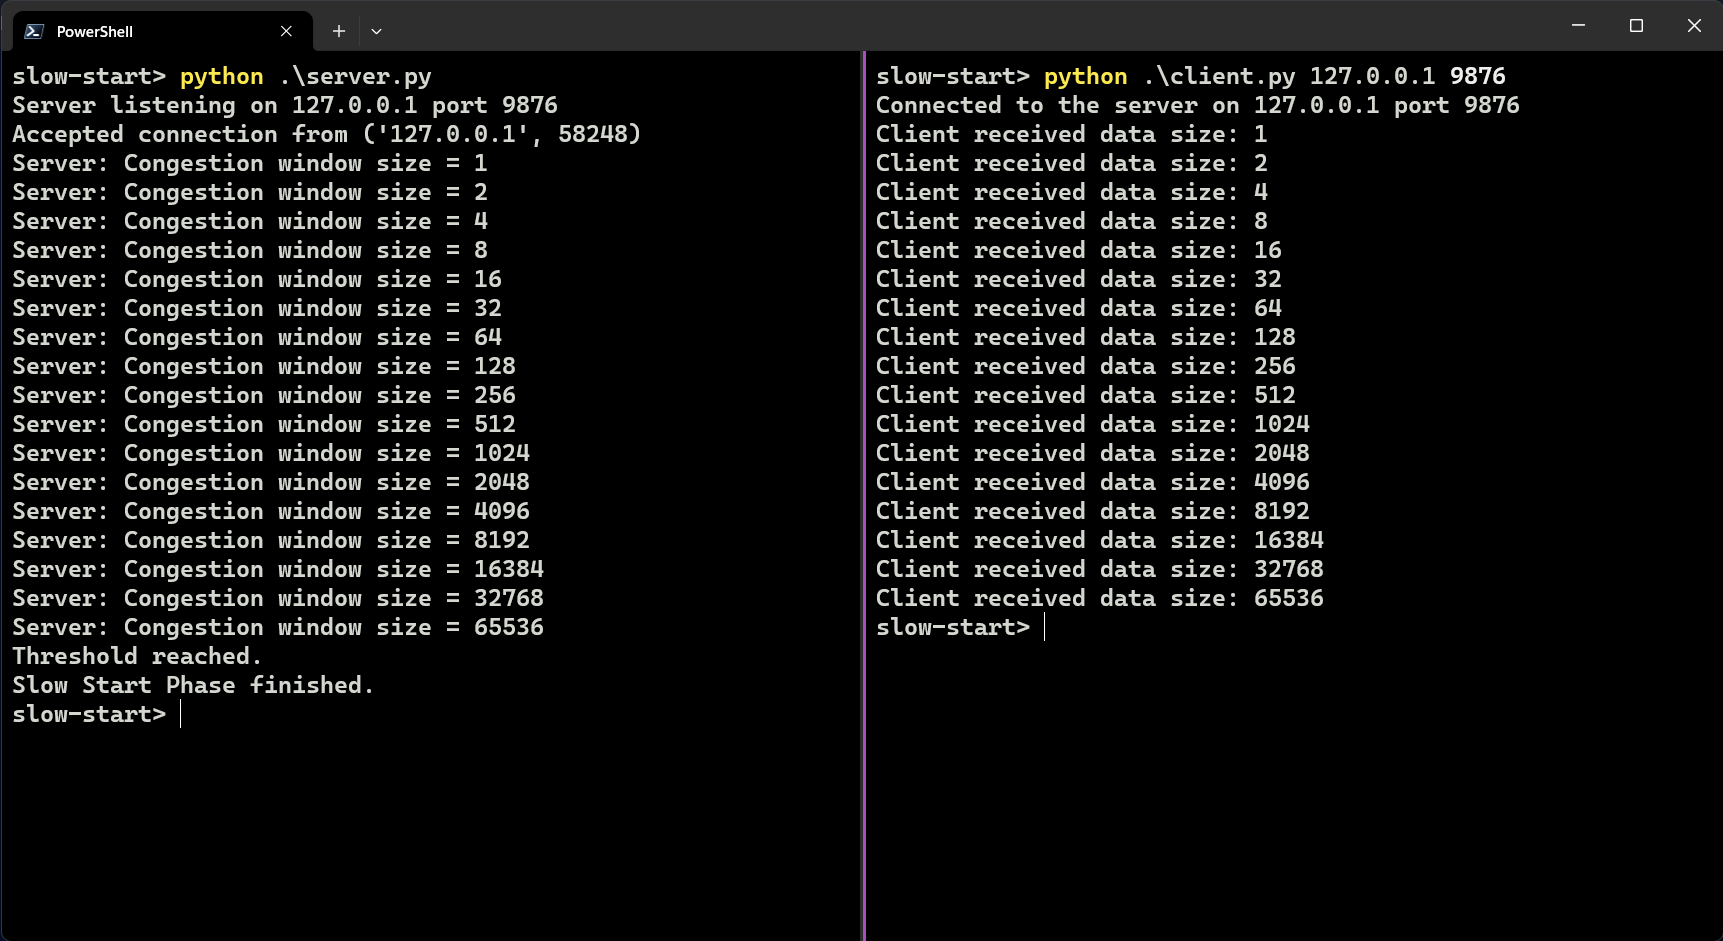 PowerShell
slow-start> python .\server.py
Server listening on 127.0.0.1 port 9876
Accepted connection from ('127.0.0.1', 58248)
Server: Congestion window size = 1
Server: Congestion window size = 2
Server: Congestion window size = 4
Server: Congestion window size = 8
Server: Congestion window size = 16
Server: Congestion window size = 32
Server: Congestion window size = 64
Server: Congestion window size = 128
Server: Congestion window size = 256
Server: Congestion window size = 512
Server: Congestion window size = 1024
Server: Congestion window size = 2048
Server: Congestion window size = 4096
Server: Congestion window size = 8192
Server: Congestion window size = 16384
Server: Congestion window size = 32768
Server: Congestion window size = 65536
Threshold reached.
Slow Start Phase finished.
slow-start>
slow-start> python .\client.py 127.0.0.1 9876
Connected to the server on 127.0.0.1 port 9876
Client received data size: 1
Client received data size: 2
Client received data size: 4
Client received data size: 8
Client received data size: 16
Client received data size: 32
Client received data size: 64
Client received data size: 128
Client received data size: 256
Client received data size: 512
Client received data size: 1024
Client received data size: 2048
Client received data size: 4096
Client received data size: 8192
Client received data size: 16384
Client received data size: 32768
Client received data size: 65536
slow-start>